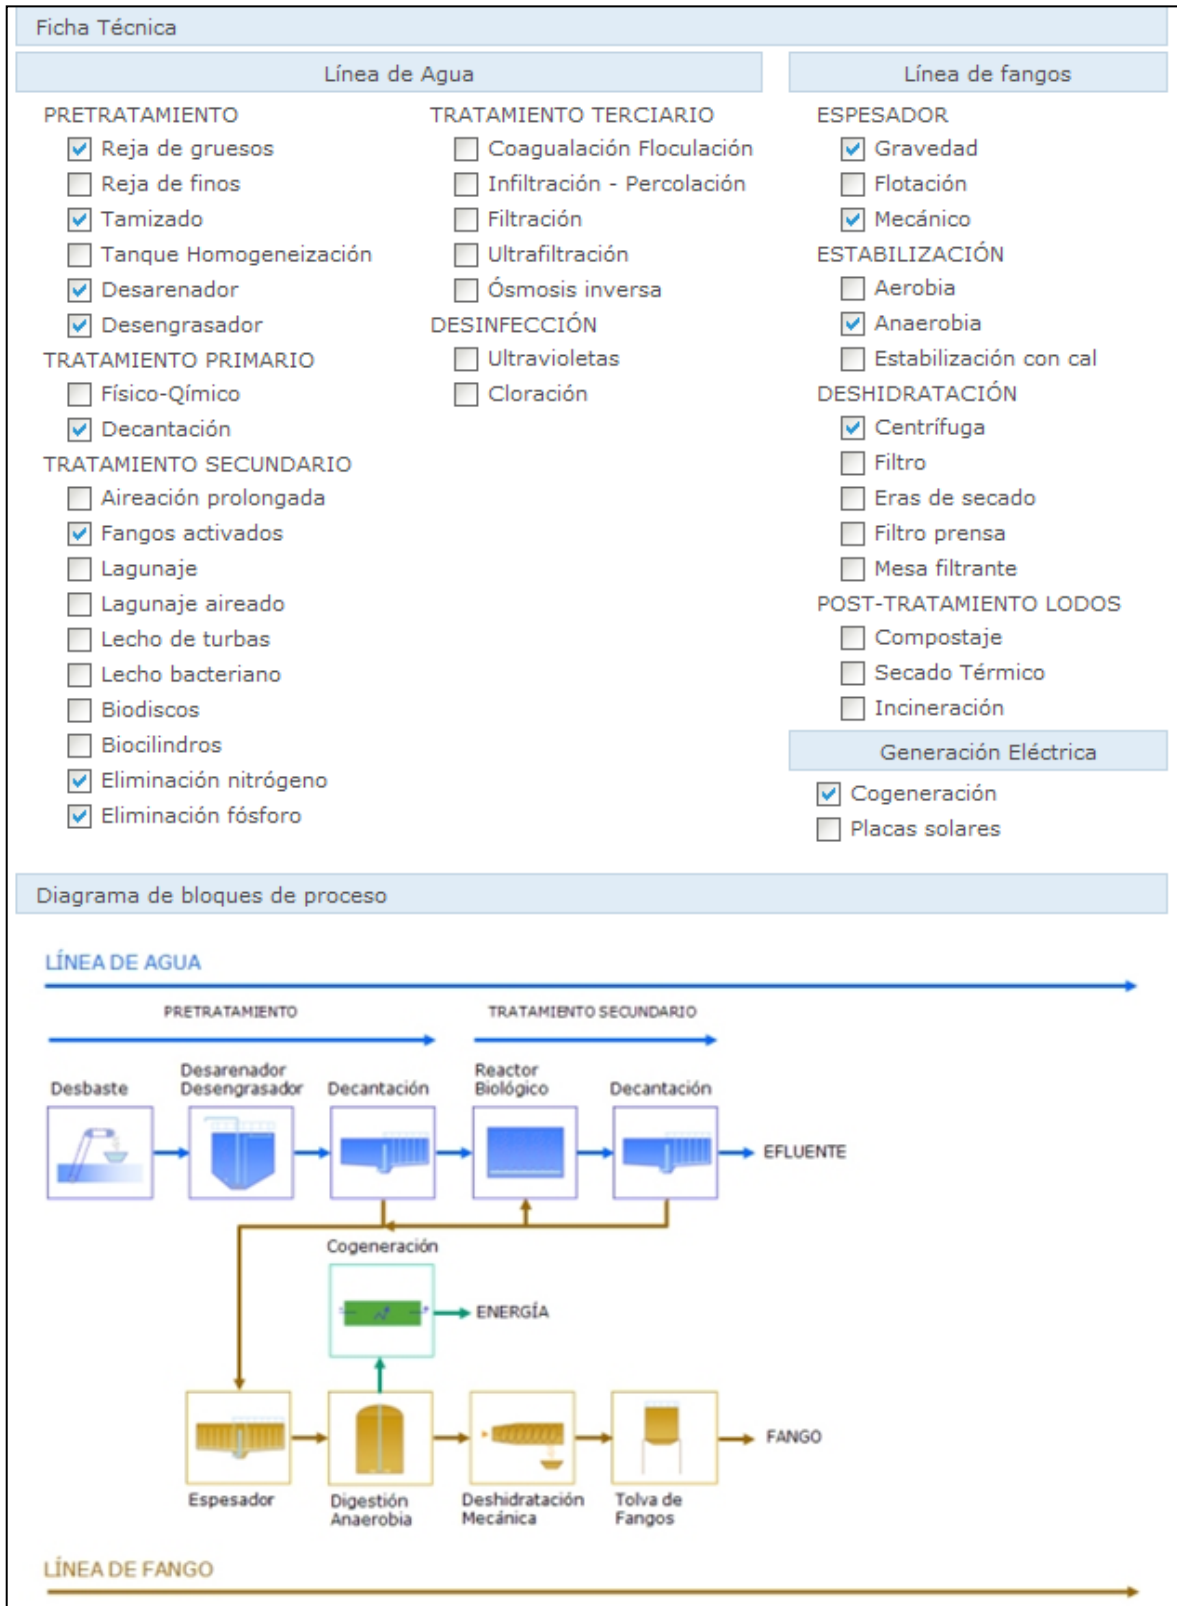 Ficha Técnica
Línea de Agua
PRETRATAMIENTO
Reja de gruesos
Reja de finos
Tamizado
Tanque Homogeneización
Desarenador
Desengrasador
TRATAMIENTO PRIMARIO
Físico-Qímico
Decantación
TRATAMIENTO SECUNDARIO
Aireación prolongada
Fangos activados
Lagunaje
Lagunaje aireado
Lecho de turbas
Lecho bacteriano
Biodiscos
Biocilindros
Eliminación nitrógeno
Eliminación fósforo
TRATAMIENTO TERCIARIO
Coagualación Floculación
Infiltración - Percolación
Filtración
Ultrafiltración
Ósmosis inversa
DESINFECCIÓN
Ultravioletas
Cloración
Línea de fangos
ESPESADOR
Gravedad
Flotación
Mecánico
ESTABILIZACIÓN
Aerobia
Anaerobia
Estabilización con cal
DESHIDRATACIÓN
Centrífuga
Filtro
Eras de secado
Filtro prensa
Mesa filtrante
POST-TRATAMIENTO LODOS
Compostaje
Secado Térmico
Incineración
Generación Eléctrica
Cogeneración
Placas solares
Diagrama de bloques de proceso
LÍNEA DE AGUA
PRETRATAMIENTO
TRATAMIENTO SECUNDARIO
Desbaste
Desarenador
Desengrasador
Decantación
Reactor
Biológico
Decantación
EFLUENTE
Cogeneración
ENERGÍA
FANGO
Espesador
Digestión
Anaerobia
Deshidratación
Mecánica
Tolva de
Fangos
LÍNEA DE FANGO